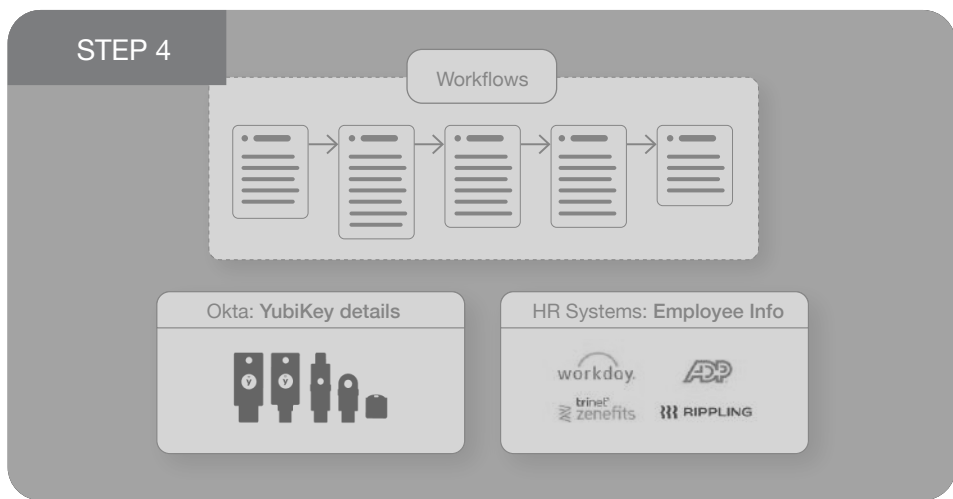 STEP 4
Workflows
Okta: YubiKey details
HR Systems: Employee Info
workday.
ADP
trinet
zenefits
RIPPLING